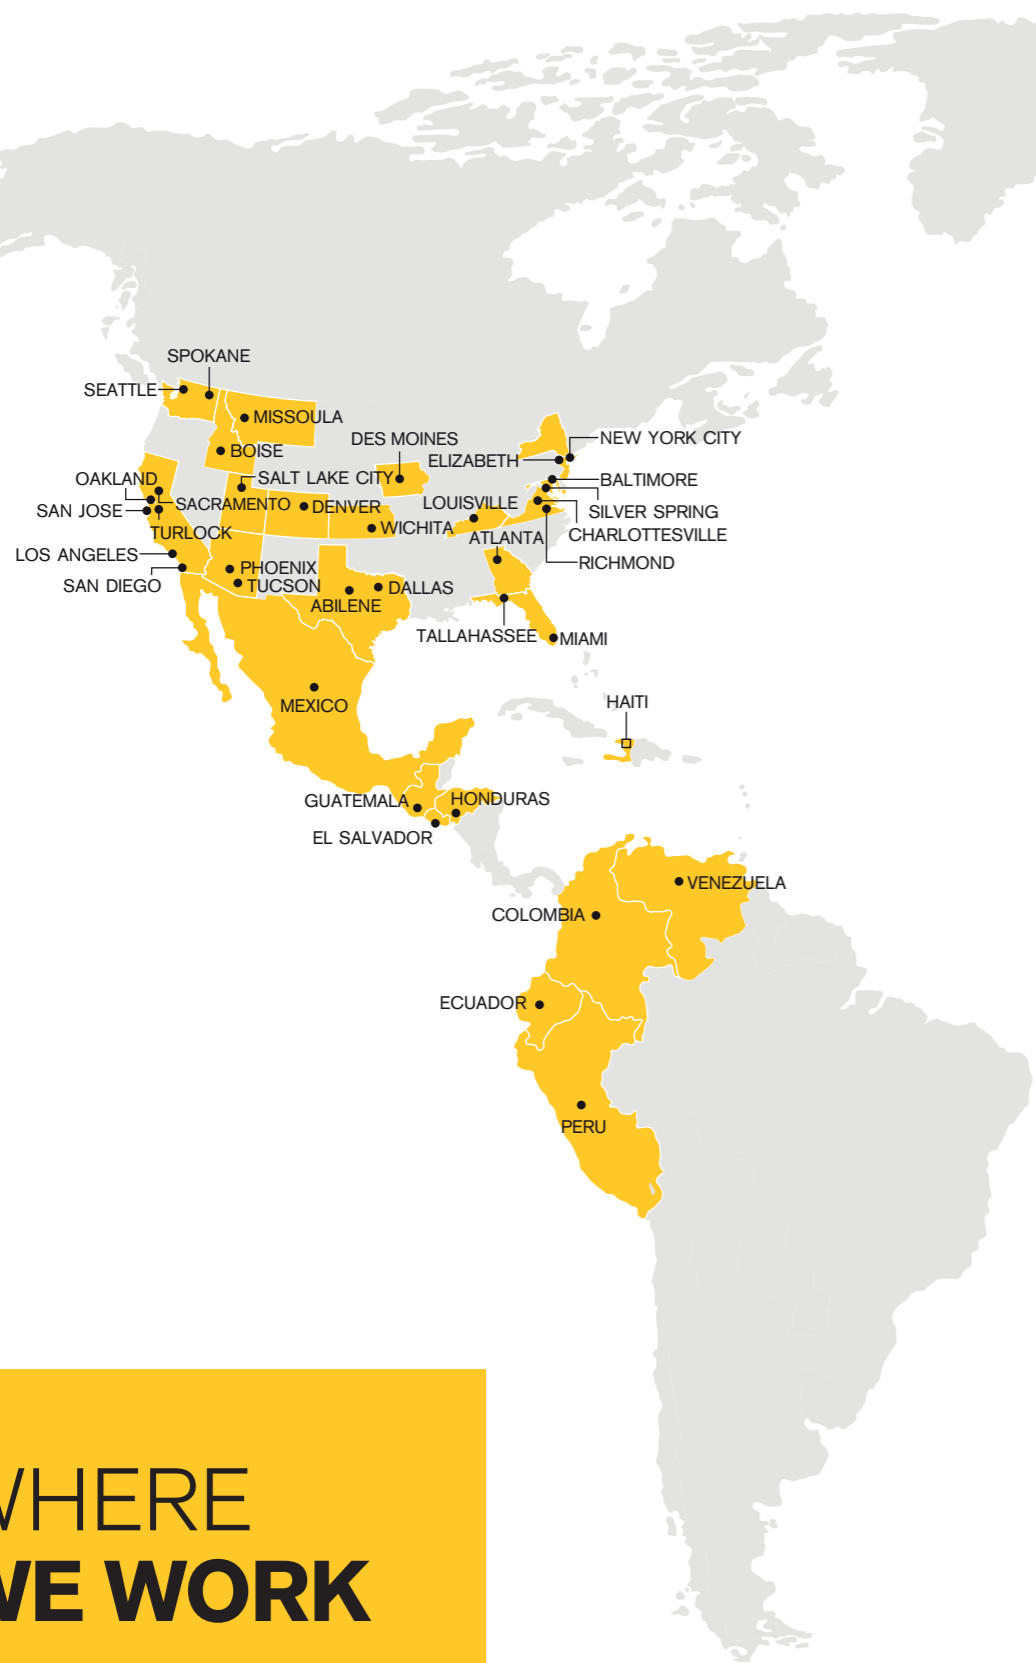 SPOKANE
SEATTLE
MISSOULA
DES MOINES
NEW YORK CITY
BOISE
ELIZABETH
OAKLAND
SALT LAKE CITY
BALTIMORE
SACRAMENTO
DENVER
LOUISVILLE
SAN JOSE
SILVER SPRING
TURLOCK
WICHITA
ATLANTA
CHARLOTTESVILLE
LOS ANGELES
RICHMOND
PHOENIX
SAN DIEGO
TUCSON
DALLAS
ABILENE
TALLAHASSEE
MIAMI
MEXICO
HAITI
GUATEMALA
HONDURAS
EL SALVADOR
VENEZUELA
COLOMBIA
ECUADOR
PERU
WHERE
WE WORK